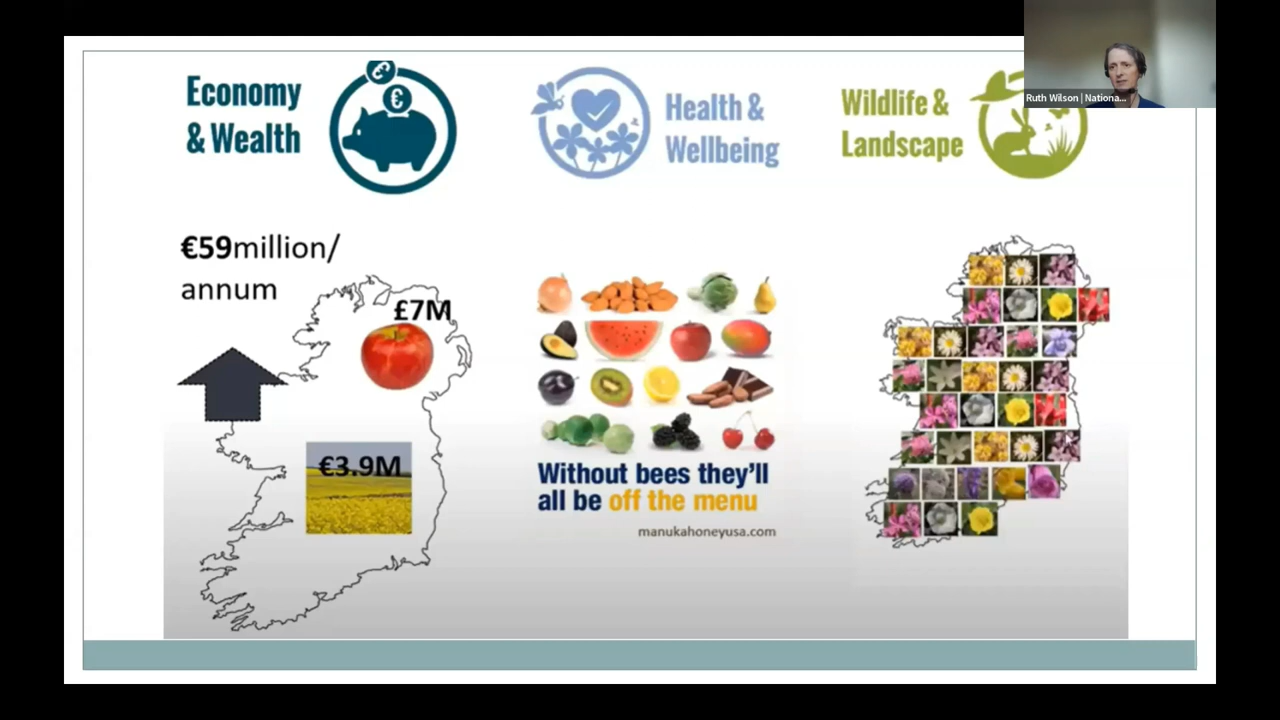 Economy
& Wealth
Health &
Wellbeing
Wildlife &
Landscape
Ruth Wilson | Nationa...
€59million/
annum
£7M
€3.9M
Without bees they'll
all be off the menu
manukahoneyusa.com